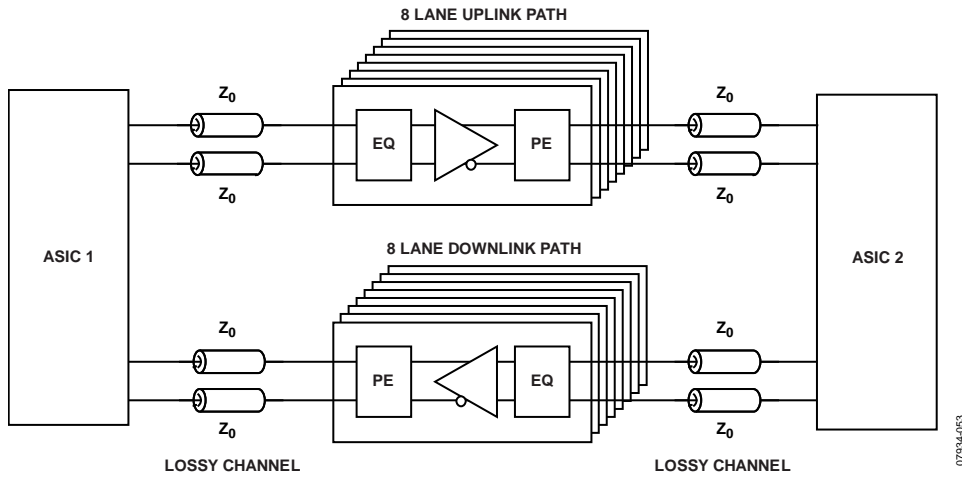 8 LANE UPLINK PATH
Z0 Z0
EQ PE
Z0 Z0
ASIC 1 ASIC 2
8 LANE DOWNLINK PATH
Z0 Z0
PE EQ
Z0 Z0
LOSSY CHANNEL LOSSY CHANNEL
07934-053